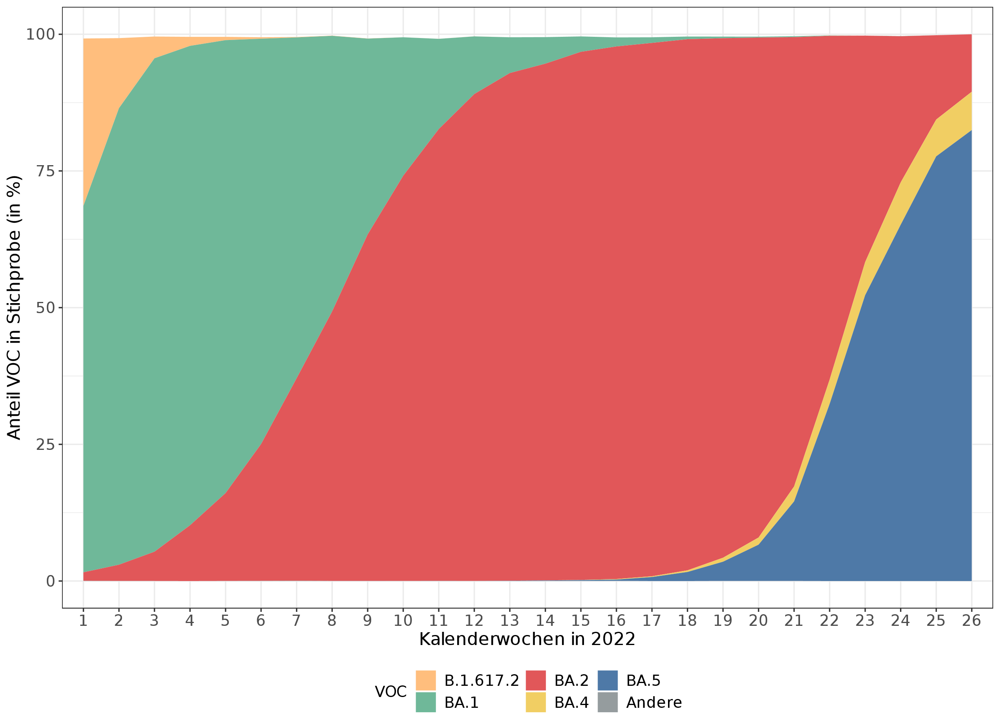 Anteil VOC in Stichprobe (in %)
100
75
50
25
0
1 2 3 4 5 6 7 8 9 10 11 12 13 14 15 16 17 18 19 20 21 22 23 24 25 26
Kalenderwochen in 2022
VOC
B.1.617.2 BA.2 BA.5
BA.1 BA.4 Andere